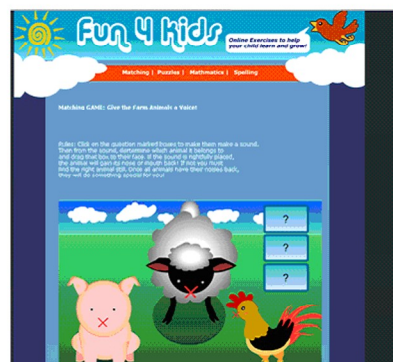 Fun 4 Kids
Online Exercises to help
your child learn and grow!
Matching | Puzzles | Mathmatics | Spelling
Matching GAME: Give the Farm Animals a Voice!
Rules: Click on the question marked boxes to make them make a sound.
Then from the sound, determine which animal it belongs to
and drag that box to their face. If the sound is rightfully placed,
the animal will gain its nose or mouth back! If not you must
find the right animal still. Once all animals have their noises back,
they will do something special for you!
?
?
?